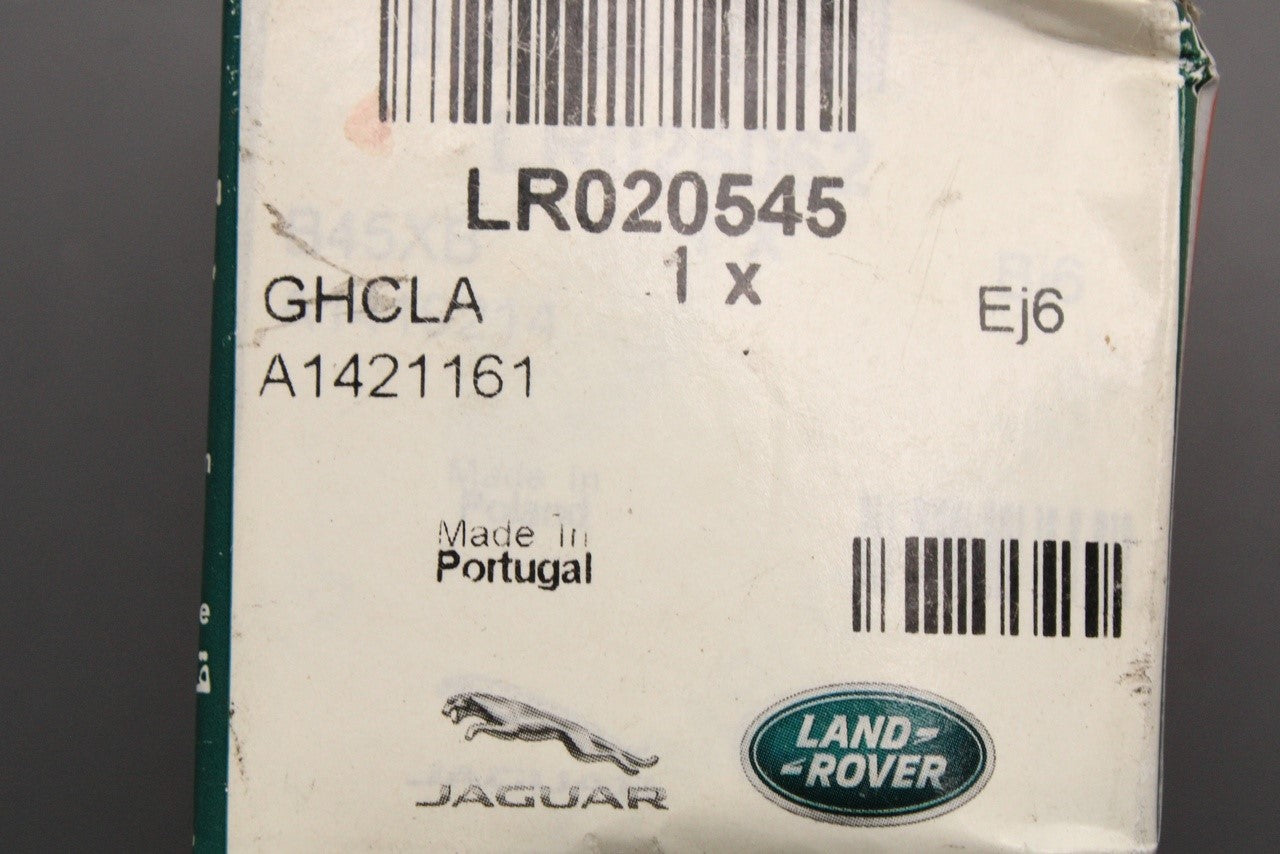 LR020545
1 x
GHCLA
Ej6
A1421161
Made in
Portugal
JAGUAR
LAND-
-ROVER